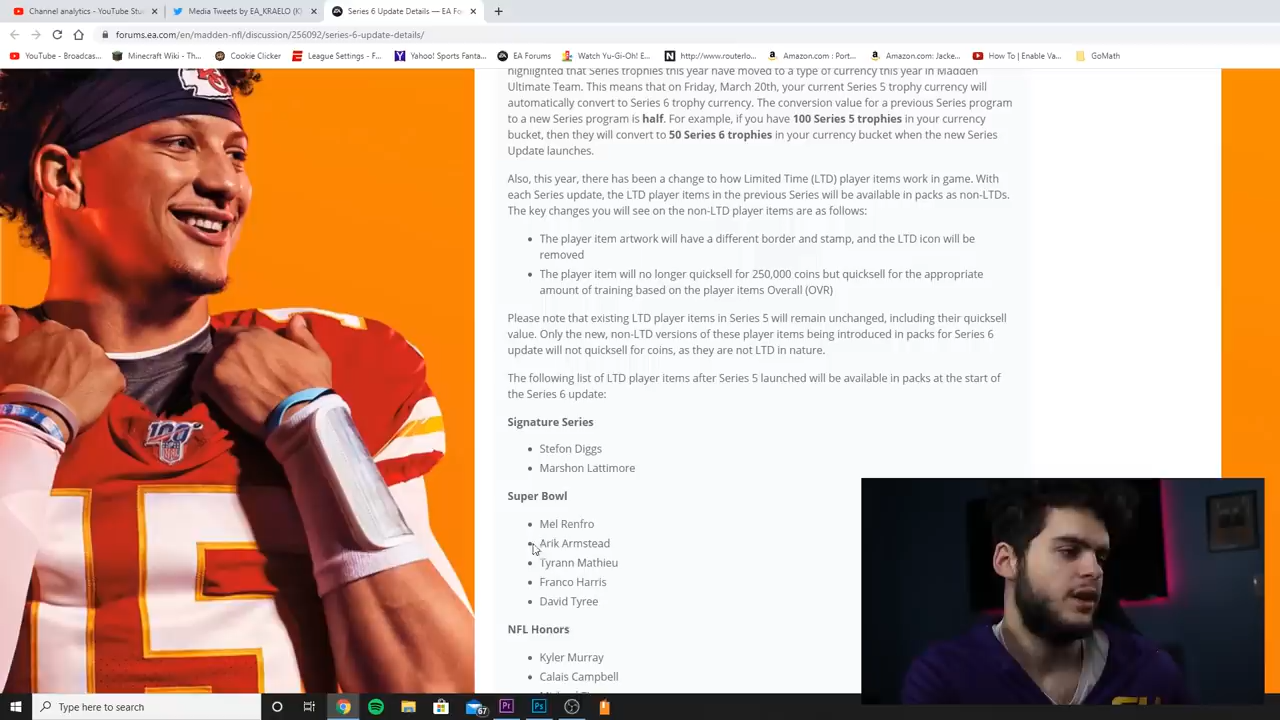 Channel analytics - YouTube Stu
Media Tweets by EA_KRAELO (K
Series 6 Update Details — EA Fo
forums.ea.com/en/madden-nfl/discussion/256092/series-6-update-details/
YouTube - Broadcas...
Minecraft Wiki - Th...
Cookie Clicker
League Settings - F...
Yahoo! Sports Fanta...
EA Forums
Watch Yu-Gi-Oh! E...
http://www.routerlo...
Amazon.com : Port...
Amazon.com: Jacke...
How To | Enable Va...
GoMath
highlighted that Series trophies this year have moved to a type of currency this year in Madden
Ultimate Team. This means that on Friday, March 20th, your current Series 5 trophy currency will
automatically convert to Series 6 trophy currency. The conversion value for a previous Series program
to a new Series program is half. For example, if you have 100 Series 5 trophies in your currency
bucket, then they will convert to 50 Series 6 trophies in your currency bucket when the new Series
Update launches.
Also, this year, there has been a change to how Limited Time (LTD) player items work in game. With
each Series update, the LTD player items in the previous Series will be available in packs as non-LTDs.
The key changes you will see on the non-LTD player items are as follows:
The player item artwork will have a different border and stamp, and the LTD icon will be
removed
The player item will no longer quicksell for 250,000 coins but quicksell for the appropriate
amount of training based on the player items Overall (OVR)
Please note that existing LTD player items in Series 5 will remain unchanged, including their quicksell
value. Only the new, non-LTD versions of these player items being introduced in packs for Series 6
update will not quicksell for coins, as they are not LTD in nature.
The following list of LTD player items after Series 5 launched will be available in packs at the start of
the Series 6 update:
Signature Series
Stefon Diggs
Marshon Lattimore
Super Bowl
Mel Renfro
Arik Armstead
Tyrann Mathieu
Franco Harris
David Tyree
NFL Honors
Kyler Murray
Calais Campbell
100
NFL
15
Type here to search
67